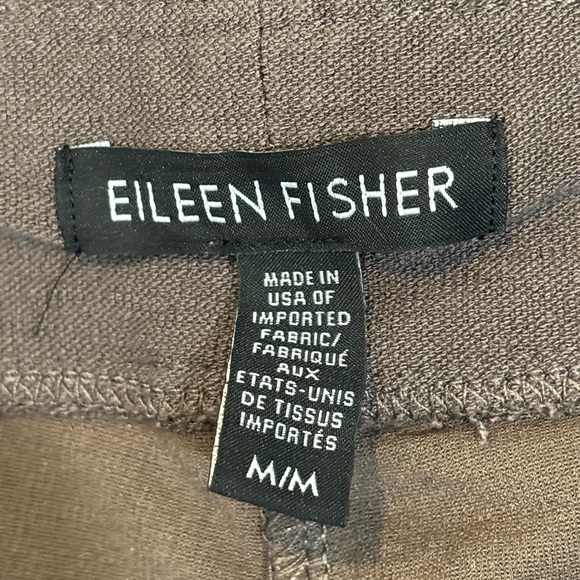 EILEEN FISHER
MADE IN
USA OF
IMPORTED
FABRIC/
FABRIQUÉ
AUX
ETATS-UNIS
DE TISSUS
IMPORTÉS
M/M